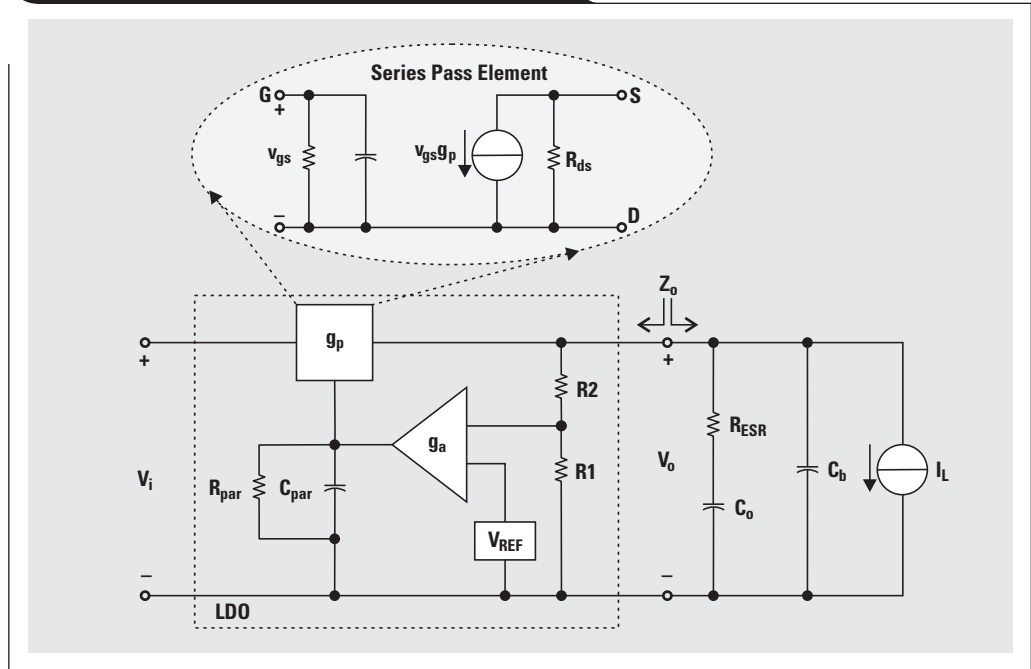 Series Pass Element
G
S
+
vgs
vgsgp
Rds
–
D
Zo
gp
+
+
R2
ga
RESR
R1
Vi
Vo
Rpar
Cpar
Cb
IL
Co
VREF
–
–
LDO